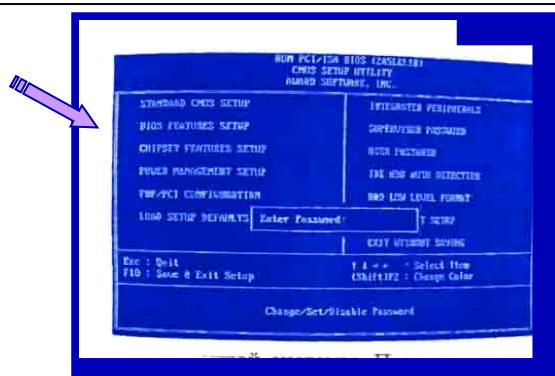 ROM PCI/ISA BIOS
CMOS SETUP UTILITY
AWARD SOFTWARE, INC.
STANDARD CMOS SETUP
BIOS FEATURES SETUP
CHIPSET FEATURES SETUP
POWER MANAGEMENT SETUP
PNP/PCI CONFIGURATION
LOAD SETUP DEFAULTS
INTEGRATED PERIPHERALS
SUPERVISOR PASSWORD
USER PASSWORD
IDE HDD AUTO DETECTION
HDD LOW LEVEL FORMAT
EXIT WITHOUT SAVING
Enter Password:
Esc : Quit
F10 : Save & Exit Setup
: Select Item
(Shift)F2 : Change Color
Change/Set/Disable Password